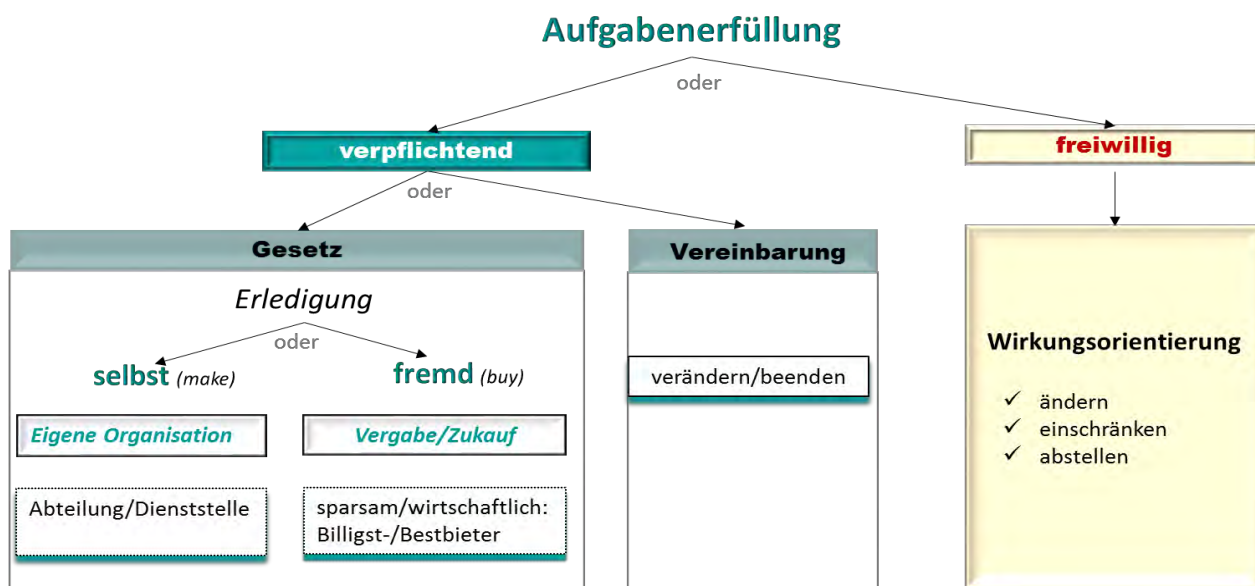 Aufgabenerfüllung
oder
verpflichtend
freiwillig
oder
Gesetz
Vereinbarung
Erledigung
oder
selbst (make)
fremd (buy)
Eigene Organisation
Vergabe/Zukauf
Abteilung/Dienststelle
sparsam/wirtschaftlich:
Billigst-/Bestbieter
verändern/beenden
Wirkungsorientierung
✓ ändern
✓ einschränken
✓ abstellen